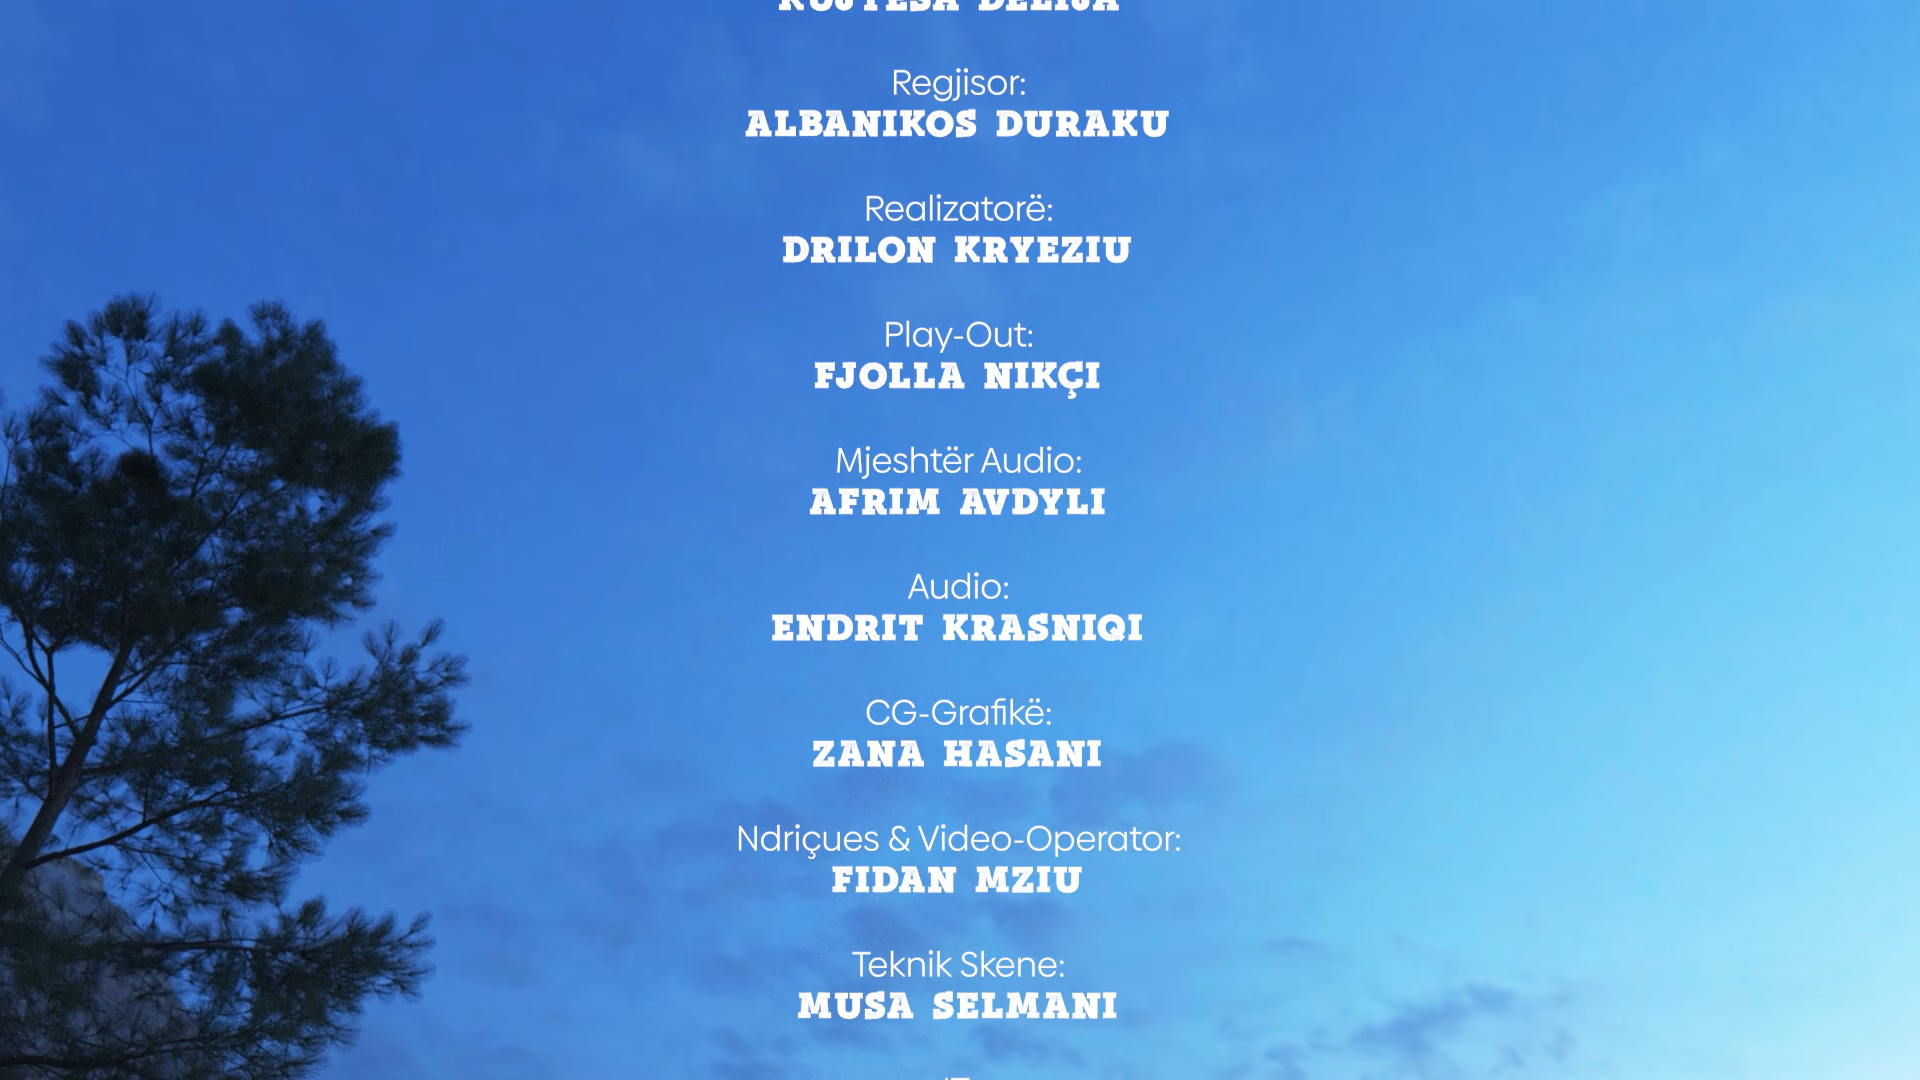 Regjisor:
ALBANIKOS DURAKU
Realizatorë:
DRILON KRYEZIU
Play-Out:
FJOLLA NIKÇI
Mjeshtër Audio:
AFRIM AVDYLI
Audio:
ENDRIT KRASNIQI
CG-Grafikë:
ZANA HASANI
Ndriçues & Video-Operator:
FIDAN MZIU
Teknik Skene:
MUSA SELMANI